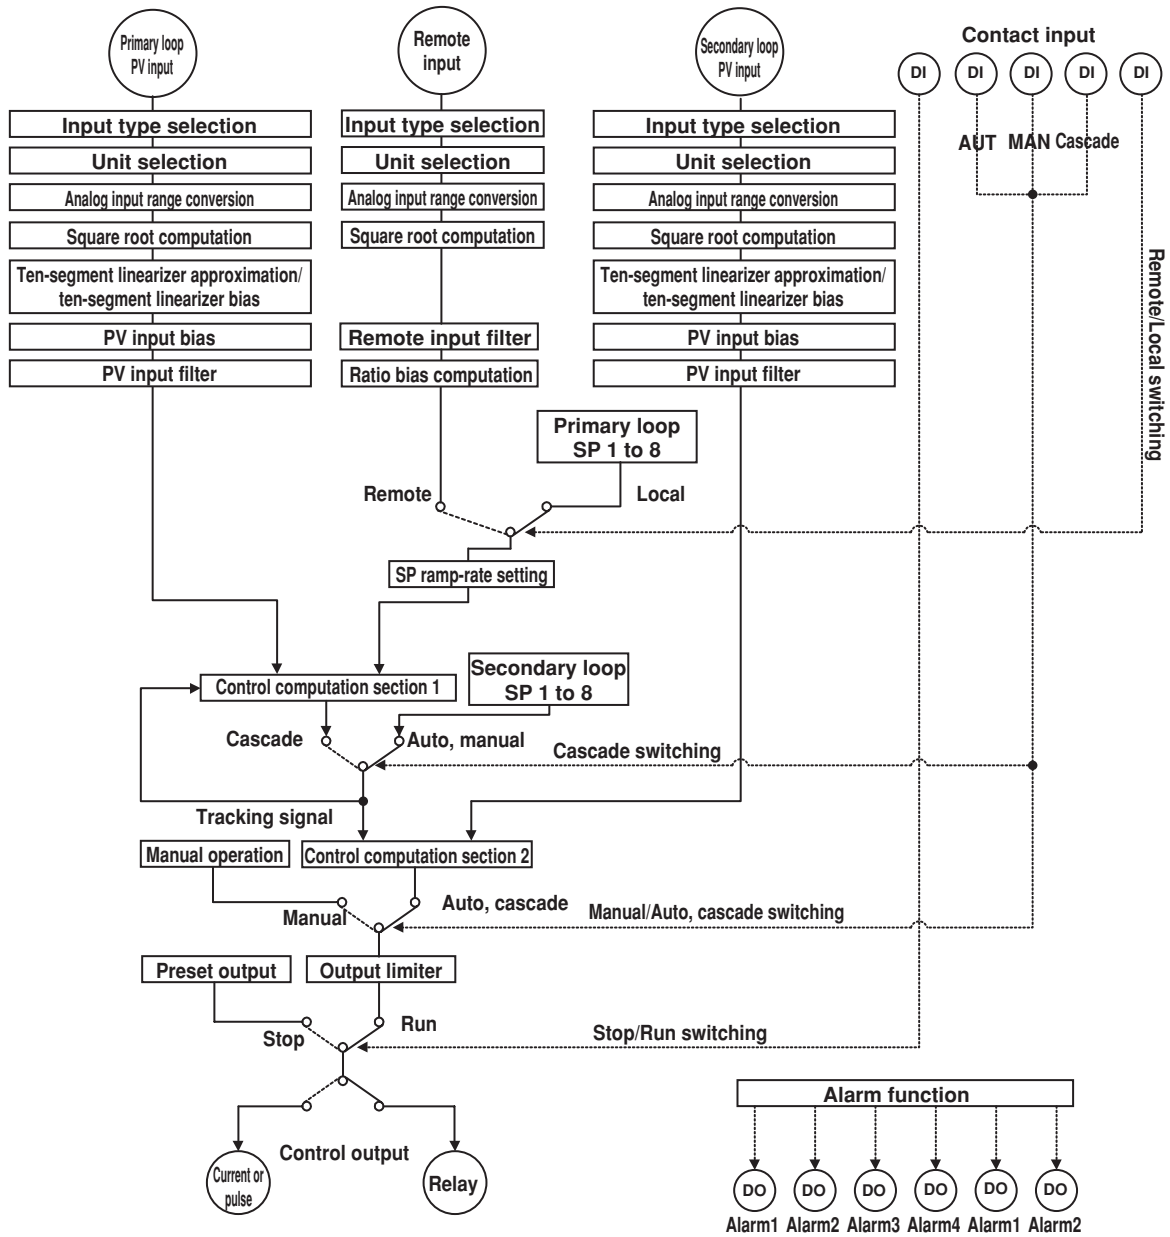 Primary loop
PV input
Remote
input
Secondary loop
PV input
Contact input
DI
DI
DI
DI
DI
AUT
MAN
Cascade
Remote/Local switching
Input type selection
Unit selection
Analog input range conversion
Square root computation
Ten-segment linearizer approximation/
ten-segment linearizer bias
PV input bias
PV input filter
Input type selection
Unit selection
Analog input range conversion
Square root computation
Remote input filter
Ratio bias computation
Input type selection
Unit selection
Analog input range conversion
Square root computation
Ten-segment linearizer approximation/
ten-segment linearizer bias
PV input bias
PV input filter
Primary loop
SP 1 to 8
Remote
Local
SP ramp-rate setting
Control computation section 1
Secondary loop
SP 1 to 8
Cascade
Auto, manual
Cascade switching
Tracking signal
Manual operation
Control computation section 2
Manual
Auto, cascade
Manual/Auto, cascade switching
Preset output
Output limiter
Stop
Run
Stop/Run switching
Control output
Current or
pulse
Relay
Alarm function
DO
DO
DO
DO
DO
DO
Alarm1
Alarm2
Alarm3
Alarm4
Alarm1
Alarm2